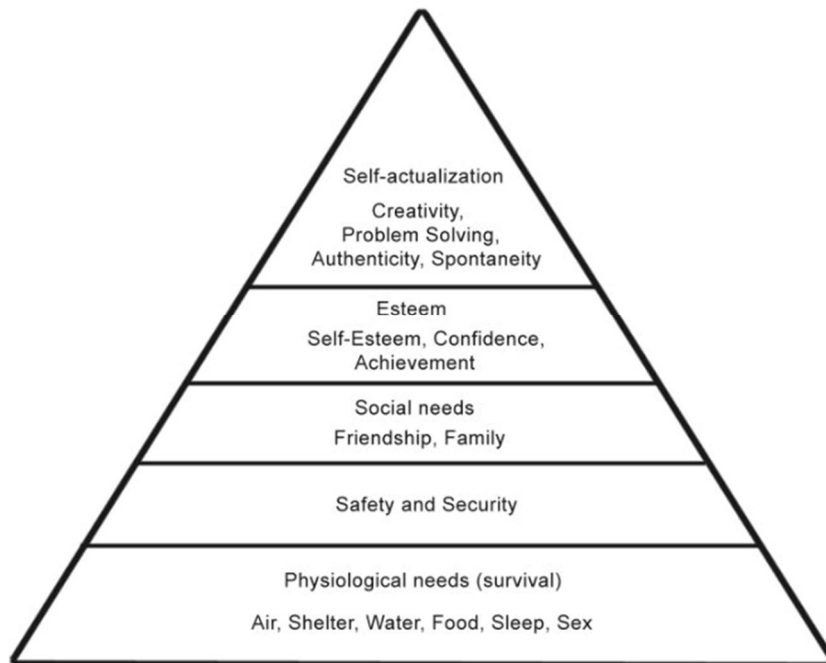 Self-actualization
Creativity,
Problem Solving,
Authenticity, Spontaneity
Esteem
Self-Esteem, Confidence,
Achievement
Social needs
Friendship, Family
Safety and Security
Physiological needs (survival)
Air, Shelter, Water, Food, Sleep, Sex